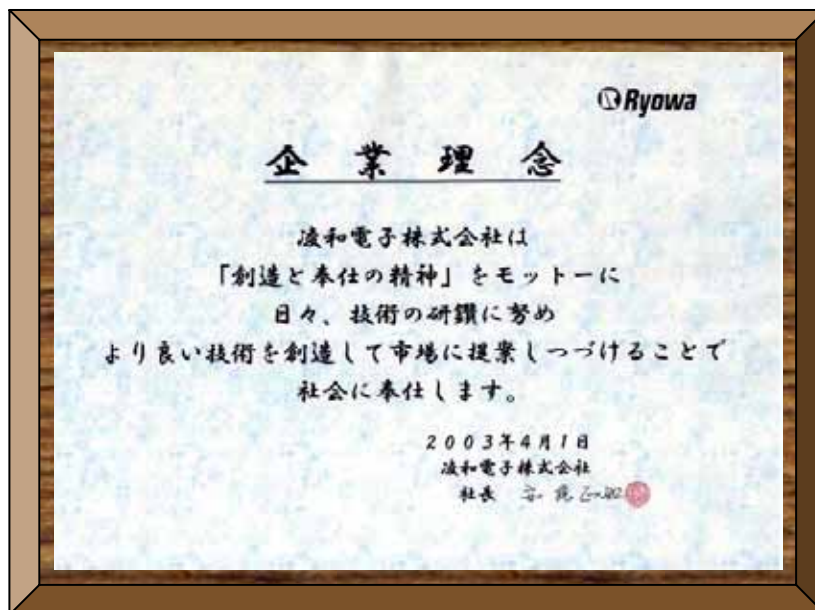 Ryowa
企業理念
凌和電子株式会社は
「創造と奉仕の精神」をモットーに
日々、技術の研鑽に努め
より良い技術を創造して市場に提案しつづけることで
社会に奉仕します。
2003年4月1日
凌和電子株式会社
社長